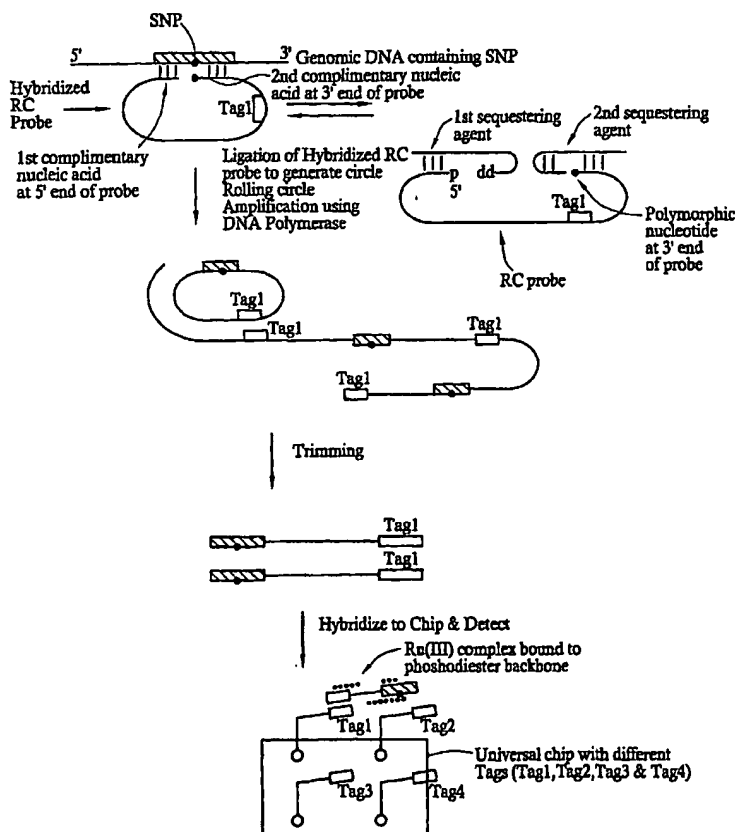 SNP
5'
3' Genomic DNA containing SNP
Hybridized
RC
Probe
2nd complimentary nucleic
acid at 3' end of probe
Tag1
1st complimentary
nucleic acid
at 5' end of probe
1st sequestering
agent
2nd sequestering
agent
p dd
5'
Tag1
Polymorphic
nucleotide
at 3' end
of probe
RC probe
Ligation of Hybridized RC
probe to generate circle
Rolling circle
Amplification using
DNA Polymerase
Tag1
Tag1
Tag1
Tag1
Trimming
Tag1
Tag1
Hybridize to Chip & Detect
Ru(III) complex bound to
phoshodiester backbone
Tag1
Tag2
Tag3
Tag4
Universal chip with different
Tags (Tag1,Tag2,Tag3 & Tag4)